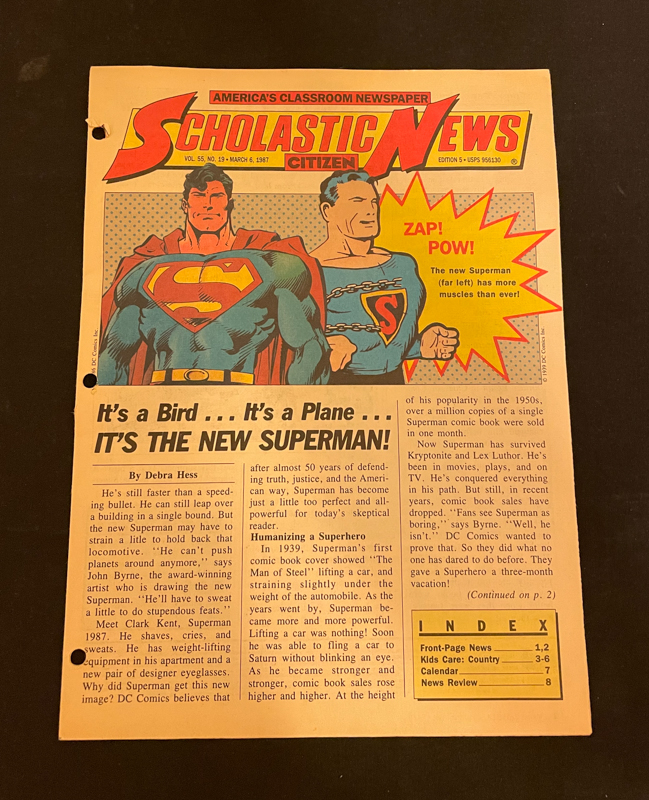 AMERICA'S CLASSROOM NEWSPAPER
SCHOLASTIC NEWS
CITIZEN
VOL. 55, NO. 19 • MARCH 6, 1987
EDITION 5 • USPS 956130
®
ZAP!
POW!
The new Superman
(far left) has more
muscles than ever!
S
S
DC Comics Inc.
© 1939 DC Comics Inc.
It's a Bird . . . It's a Plane . . .
IT'S THE NEW SUPERMAN!
By Debra Hess
He's still faster than a speed-
ing bullet. He can still leap over
a building in a single bound. But
the new Superman may have to
strain a litle to hold back that
locomotive. ‘‘He can't push
planets around anymore,’’ says
John Byrne, the award-winning
artist who is drawing the new
Superman. ‘‘He'll have to sweat
a little to do stupendous feats.’’
Meet Clark Kent, Superman
1987. He shaves, cries, and
sweats. He has weight-lifting
equipment in his apartment and a
new pair of designer eyeglasses.
Why did Superman get this new
image? DC Comics believes that
after almost 50 years of defend-
ing truth, justice, and the Ameri-
can way, Superman has become
just a little too perfect and all-
powerful for today's skeptical
reader.
Humanizing a Superhero
In 1939, Superman's first
comic book cover showed ‘‘The
Man of Steel’’ lifting a car, and
straining slightly under the
weight of the automobile. As the
years went by, Superman be-
came more and more powerful.
Lifting a car was nothing! Soon
he was able to fling a car to
Saturn without blinking an eye.
As he became stronger and
stronger, comic book sales rose
higher and higher. At the height
of his popularity in the 1950s,
over a million copies of a single
Superman comic book were sold
in one month.
Now Superman has survived
Kryptonite and Lex Luthor. He's
been in movies, plays, and on
TV. He's conquered everything
in his path. But still, in recent
years, comic book sales have
dropped. ‘‘Fans see Superman as
boring,’’ says Byrne. ‘‘Well, he
isn't.’’ DC Comics wanted to
prove that. So they did what no
one has dared to do before. They
gave a Superhero a three-month
vacation!
(Continued on p. 2)
INDEX
Front-Page News 1,2
Kids Care: Country 3-6
Calendar 7
News Review 8